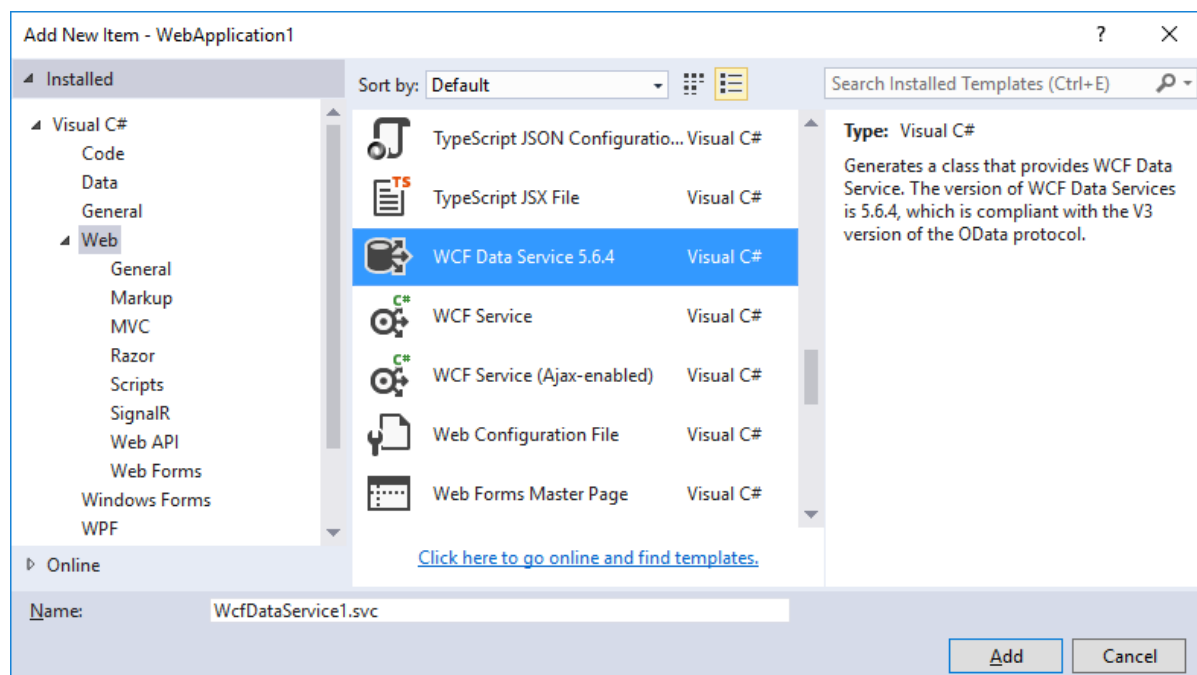 Add New Item - WebApplication1
?
Installed
Sort by: Default
Search Installed Templates (Ctrl+E)
Visual C#
Code
Data
General
Web
General
Markup
MVC
Razor
Scripts
SignalR
Web API
Web Forms
Windows Forms
WPF
Online
TypeScript JSON Configuratio... Visual C#
TS
TypeScript JSX File Visual C#
WCF Data Service 5.6.4 Visual C#
C#
WCF Service Visual C#
C#
WCF Service (Ajax-enabled) Visual C#
Web Configuration File Visual C#
Web Forms Master Page Visual C#
Click here to go online and find templates.
Type: Visual C#
Generates a class that provides WCF Data
Service. The version of WCF Data Services
is 5.6.4, which is compliant with the V3
version of the OData protocol.
Name: WcfDataService1.svc
Add Cancel